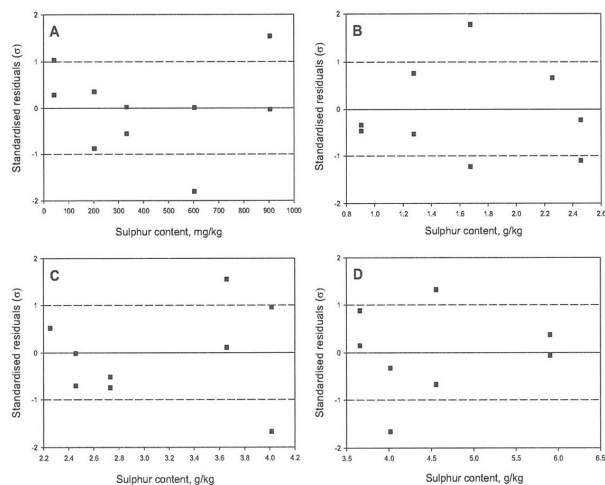 A
Standardised residuals (σ)
2
1
0
-1
-2
0 100 200 300 400 500 600 700 800 900 1000
Sulphur content, mg/kg
B
Standardised residuals (σ)
2
1
0
-1
-2
0.8 1.0 1.2 1.4 1.6 1.8 2.0 2.2 2.4 2.6
Sulphur content, g/kg
C
Standardised residuals (σ)
2
1
0
-1
-2
2.2 2.4 2.6 2.8 3.0 3.2 3.4 3.6 3.8 4.0 4.2
Sulphur content, g/kg
D
Standardised residuals (σ)
2
1
0
-1
-2
3.5 4.0 4.5 5.0 5.5 6.0 6.5
Sulphur content, g/kg